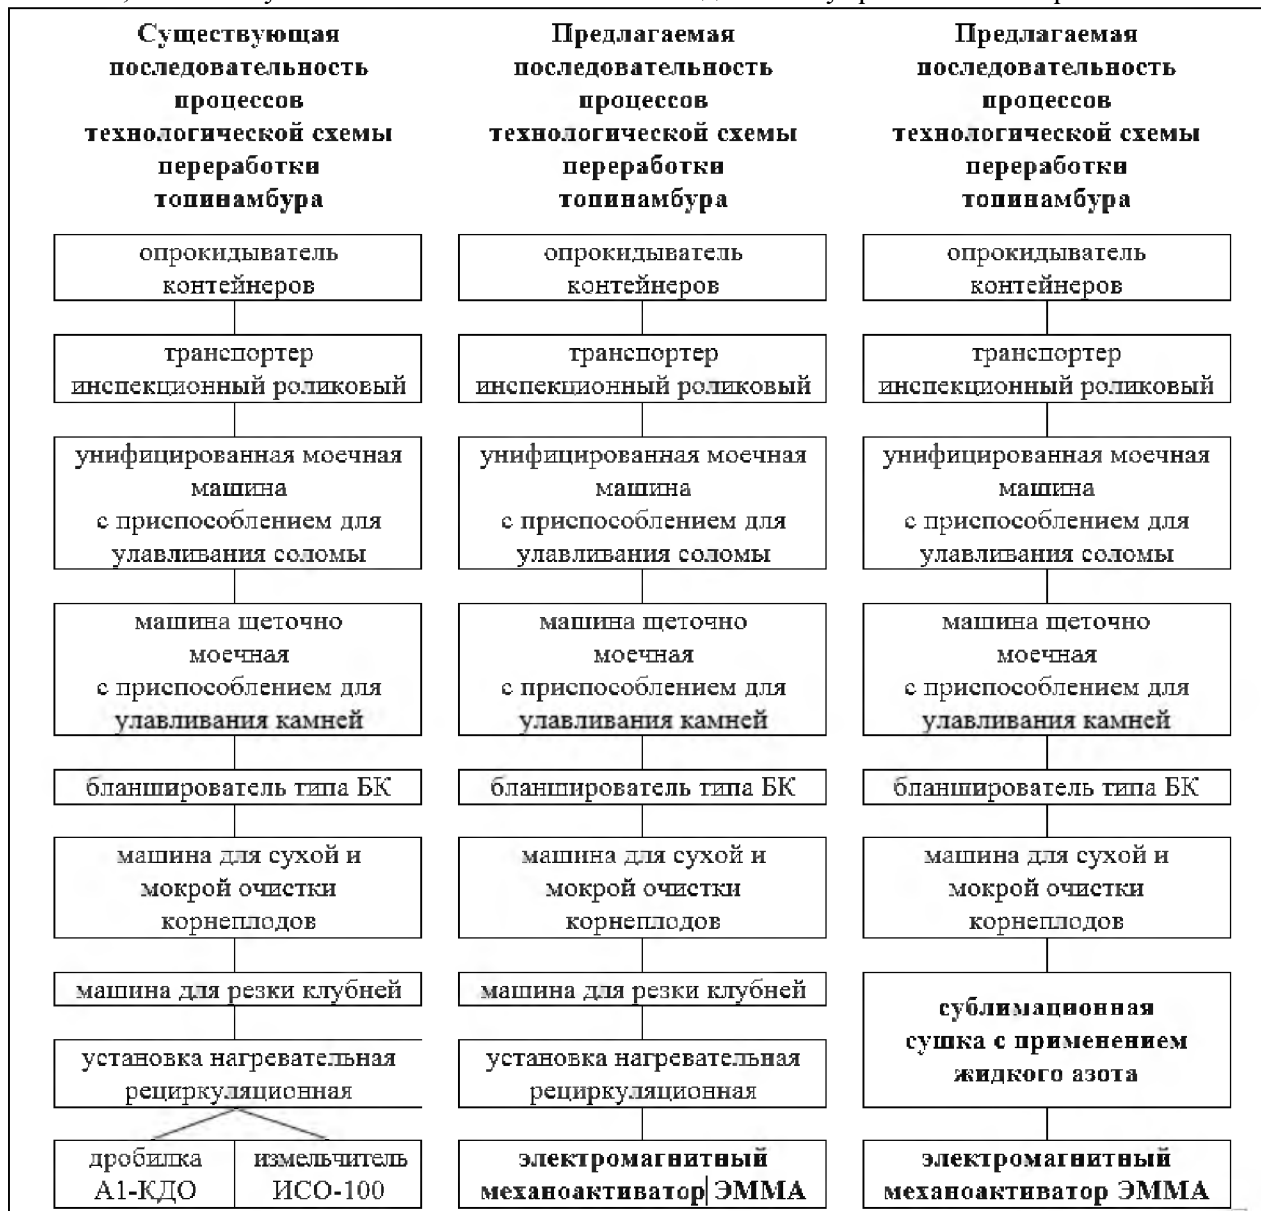 Существующая
последовательность
процессов
технологической схемы
переработки
топинамбура
опрокидыватель
контейнеров
транспортер
инспекционный роликовый
унифицированная моечная
машина
с приспособлением для
улавливания соломы
машина щеточно
моечная
с приспособлением для
улавливания камней
бланширователь типа БК
машина для сухой и
мокрой очистки
корнеплодов
машина для резки клубней
установка нагревательная
рециркуляционная
дробилка
А1-КДО
измельчитель
ИСО-100
Предлагаемая
последовательность
процессов
технологической схемы
переработки
топинамбура
опрокидыватель
контейнеров
транспортер
инспекционный роликовый
унифицированная моечная
машина
с приспособлением для
улавливания соломы
машина щеточно
моечная
с приспособлением для
улавливания камней
бланширователь типа БК
машина для сухой и
мокрой очистки
корнеплодов
машина для резки клубней
установка нагревательная
рециркуляционная
электромагнитный
механоактиватор ЭММА
Предлагаемая
последовательность
процессов
технологической схемы
переработки
топинамбура
опрокидыватель
контейнеров
транспортер
инспекционный роликовый
унифицированная моечная
машина
с приспособлением для
улавливания соломы
машина щеточно
моечная
с приспособлением для
улавливания камней
бланширователь типа БК
машина для сухой и
мокрой очистки
корнеплодов
сублимационная
сушка с применением
жидкого азота
электромагнитный
механоактиватор ЭММА